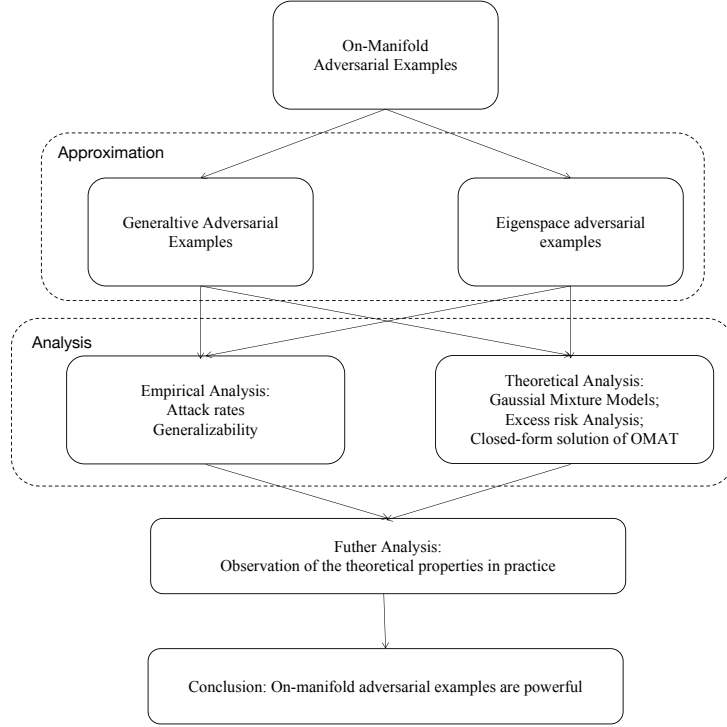 On-Manifold
Adversarial Examples
Approximation
Generaltive Adversarial
Examples
Eigenspace adversarial
examples
Analysis
Empirical Analysis:
Attack rates
Generalizability
Theoretical Analysis:
Gaussial Mixture Models;
Excess risk Analysis;
Closed-form solution of OMAT
Futher Analysis:
Observation of the theoretical properties in practice
Conclusion: On-manifold adversarial examples are powerful